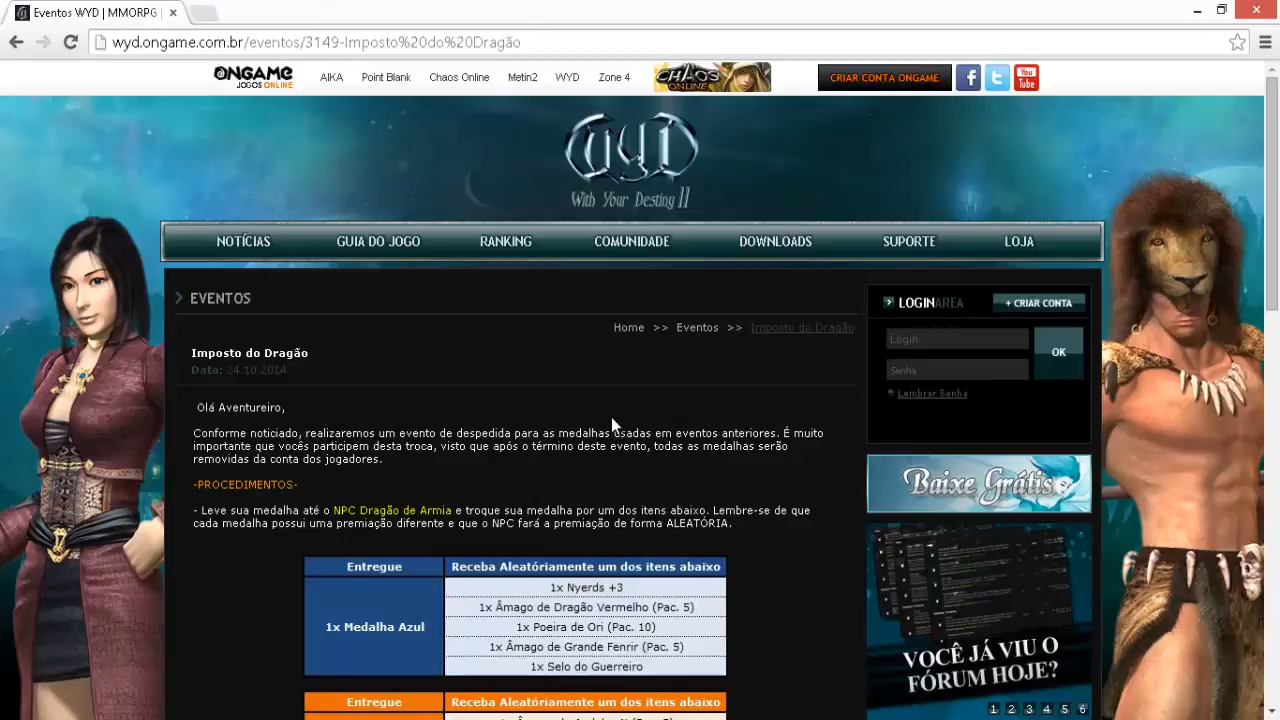 Eventos WYD | MMORPG
wyd.ongame.com.br/eventos/3149-Imposto%20do%20Dragão
ONGAME
JOGOS ONLINE
AIKA Point Blank Chaos Online Metin2 WYD Zone 4
CHAOS
ONLINE
CRIAR CONTA ONGAME
You
Tube
WYD
With Your Destiny II
NOTÍCIAS GUIA DO JOGO RANKING COMUNIDADE DOWNLOADS SUPORTE LOJA
EVENTOS
Home >> Eventos >> Imposto do Dragão
Imposto do Dragão
Data: 24.10.2014
Olá Aventureiro,
Conforme noticiado, realizaremos um evento de despedida para as medalhas usadas em eventos anteriores. É muito
importante que vocês participem desta troca, visto que após o término deste evento, todas as medalhas serão
removidas da conta dos jogadores.
-PROCEDIMENTOS-
- Leve sua medalha até o NPC Dragão de Armia e troque sua medalha por um dos itens abaixo. Lembre-se de que
cada medalha possui uma premiação diferente e que o NPC fará a premiação de forma ALEATÓRIA.
Entregue Receba Aleatóriamente um dos itens abaixo
1x Medalha Azul
1x Nyerds +3
1x Âmago de Dragão Vermelho (Pac. 5)
1x Poeira de Ori (Pac. 10)
1x Âmago de Grande Fenrir (Pac. 5)
1x Selo do Guerreiro
Entregue Receba Aleatóriamente um dos itens abaixo
LOGINAREA + CRIAR CONTA
Login
Senha
OK
Lembrar Senha
Baixe Grátis
VOCÊ JÁ VIU O
FÓRUM HOJE?
1 2 3 4 5 6